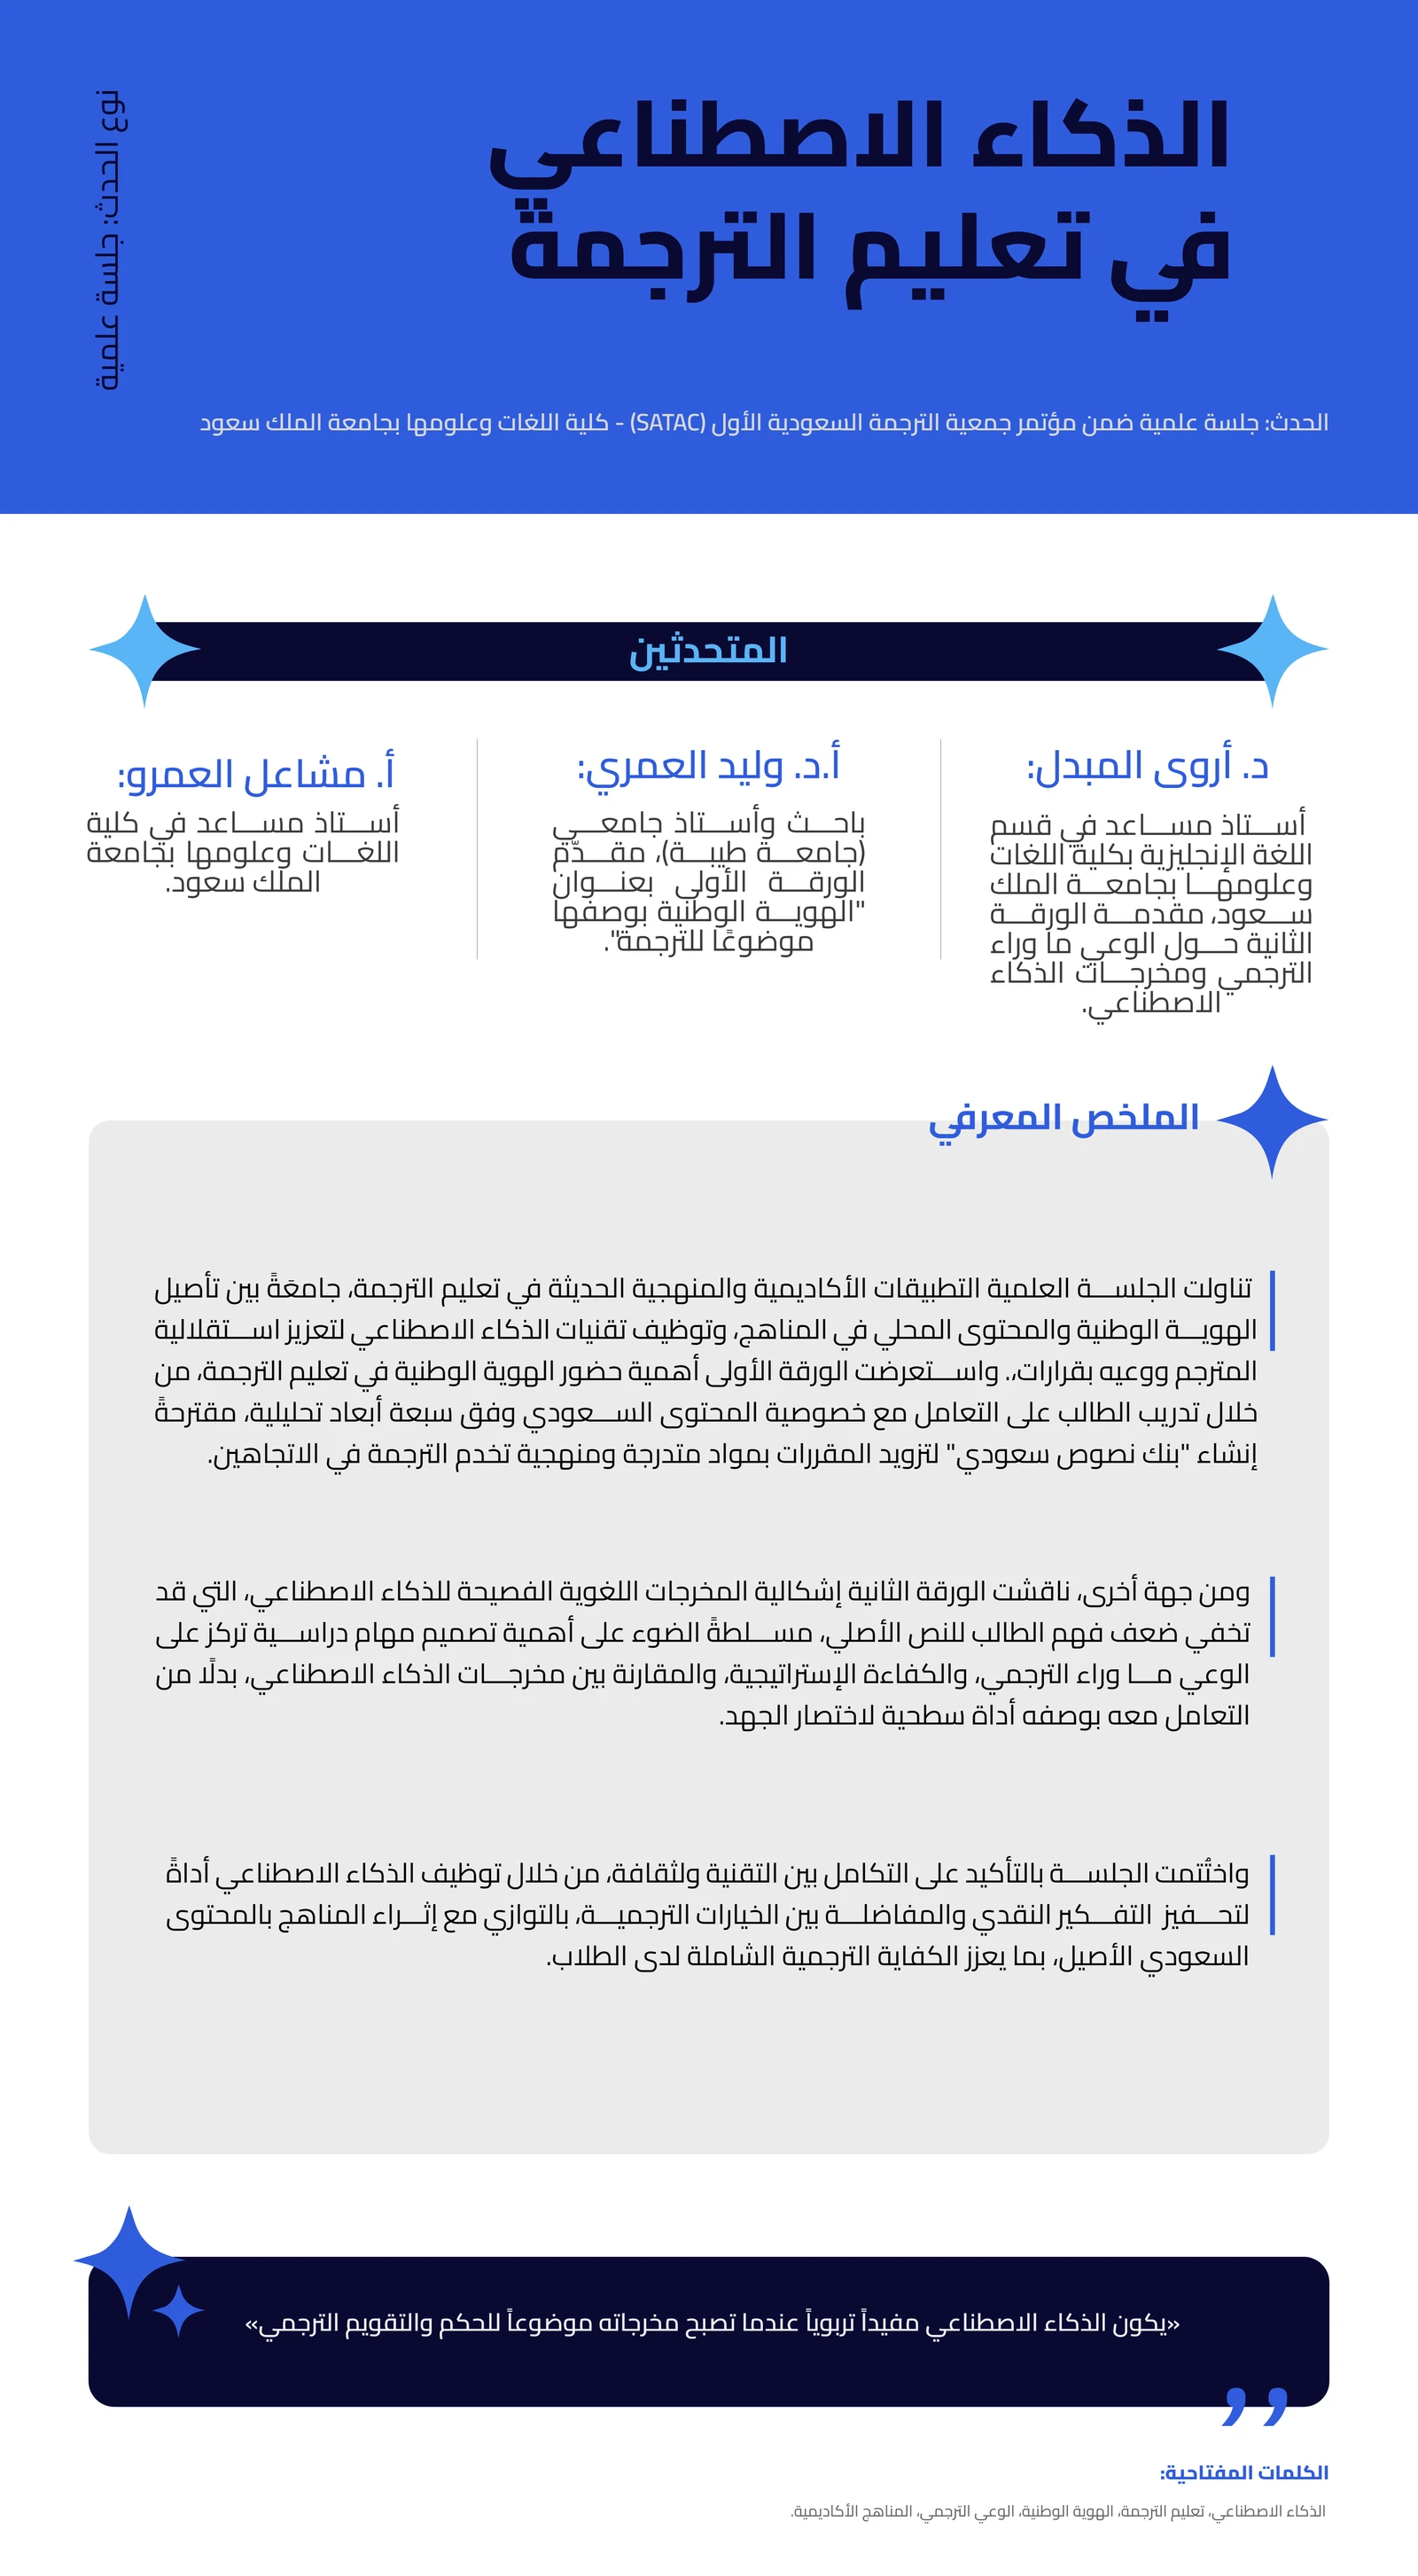 الذكاء الاصطناعي
في تعليم الترجمة
نوع الحدث: جلسة علمية
الحدث: جلسة علمية ضمن مؤتمر جمعية الترجمة السعودية الأول (SATAC) - كلية اللغات وعلومها بجامعة الملك سعود
المتحدثين
د. أروى المبدل:
أستاذ مساعد في قسم
اللغة الإنجليزية بكلية اللغات
وعلومها بجامعة الملك
سعود، مقدمة الورقة
الثانية حول الوعي ما وراء
الترجمي ومخرجات الذكاء
الاصطناعي.
أ.د. وليد العمري:
باحث وأستاذ جامعي
(جامعة طيبة)، مقدّم
الورقة الأولى بعنوان
"الهوية الوطنية بوصفها
موضوعًا للترجمة".
أ. مشاعل العمرو:
أستاذ مساعد في كلية
اللغات وعلومها بجامعة
الملك سعود.
الملخص المعرفي
تناولت الجلسة العلمية التطبيقات الأكاديمية والمنهجية الحديثة في تعليم الترجمة، جامعَةً بين تأصيل
الهوية الوطنية والمحتوى المحلي في المناهج، وتوظيف تقنيات الذكاء الاصطناعي لتعزيز استقلالية
المترجم ووعيه بقرارات.، واستعرضت الورقة الأولى أهمية حضور الهوية الوطنية في تعليم الترجمة، من
خلال تدريب الطالب على التعامل مع خصوصية المحتوى السعودي وفق سبعة أبعاد تحليلية، مقترحةً
إنشاء "بنك نصوص سعودي" لتزويد المقررات بمواد متدرجة ومنهجية تخدم الترجمة في الاتجاهين.
ومن جهة أخرى، ناقشت الورقة الثانية إشكالية المخرجات اللغوية الفصيحة للذكاء الاصطناعي، التي قد
تخفي ضعف فهم الطالب للنص الأصلي، مسلطةً الضوء على أهمية تصميم مهام دراسية تركز على
الوعي ما وراء الترجمي، والكفاءة الإستراتيجية، والمقارنة بين مخرجات الذكاء الاصطناعي، بدلًا من
التعامل معه بوصفه أداة سطحية لاختصار الجهد.
واختُتمت الجلسة بالتأكيد على التكامل بين التقنية ولثقافة، من خلال توظيف الذكاء الاصطناعي أداةً
لتحفيز التفكير النقدي والمفاضلة بين الخيارات الترجمية، بالتوازي مع إثراء المناهج بالمحتوى
السعودي الأصيل، بما يعزز الكفاية الترجمية الشاملة لدى الطلاب.
«يكون الذكاء الاصطناعي مفيداً تربوياً عندما تصبح مخرجاته موضوعاً للحكم والتقويم الترجمي»
الكلمات المفتاحية:
الذكاء الاصطناعي، تعليم الترجمة، الهوية الوطنية، الوعي الترجمي، المناهج الأكاديمية.